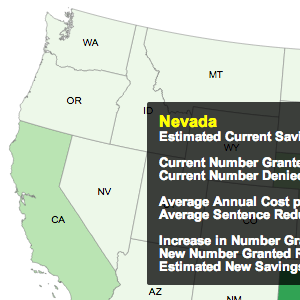 WA
MT
OR
ID
Nevada
Estimated Current Savi
WY
Current Number Grante
Current Number Denied
NV
Average Annual Cost p
Average Sentence Redu
CA
Increase in Number Gra
New Number Granted F
Estimated New Savings
AZ
NM